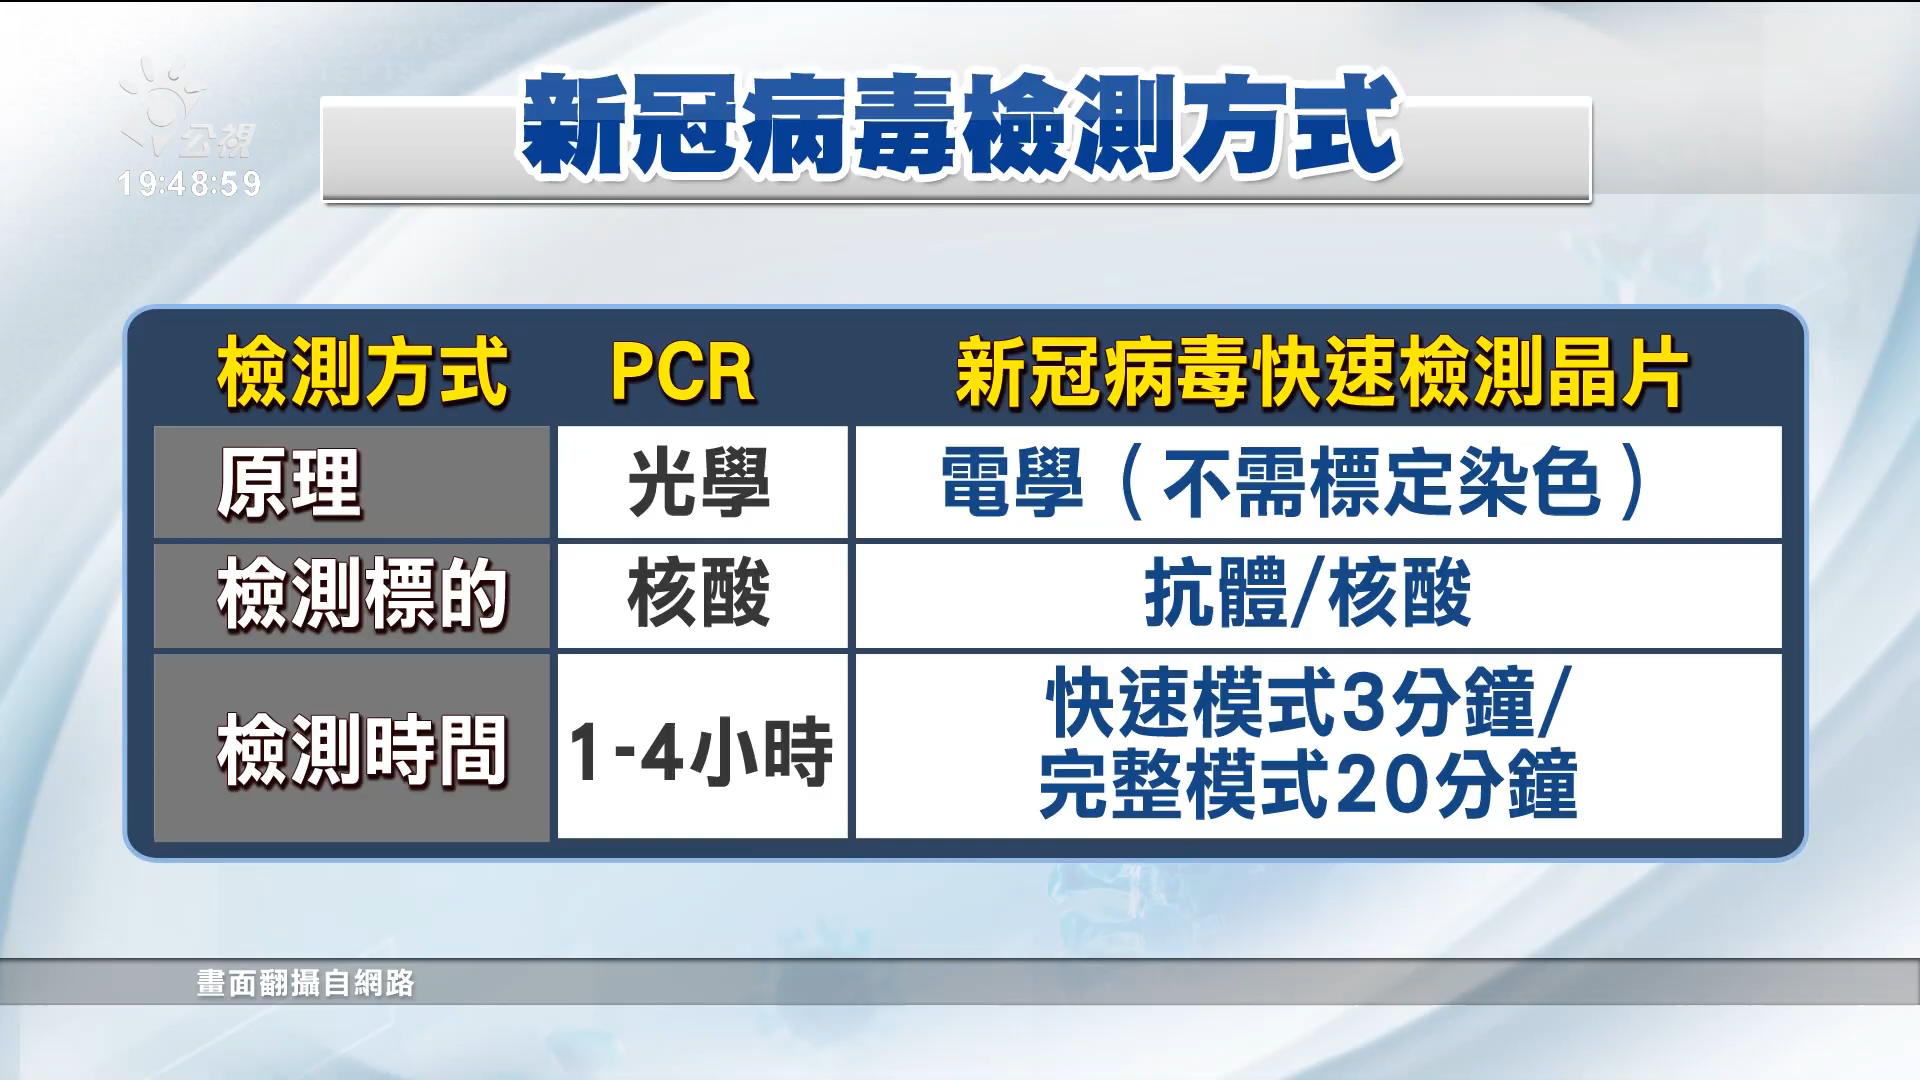 新冠病毒檢測方式
公視
19:48:59
檢測方式 PCR 新冠病毒快速檢測晶片
原理 光學 電學（不需標定染色）
檢測標的 核酸 抗體/核酸
檢測時間 1-4小時 快速模式3分鐘/
完整模式20分鐘
畫面翻攝自網路